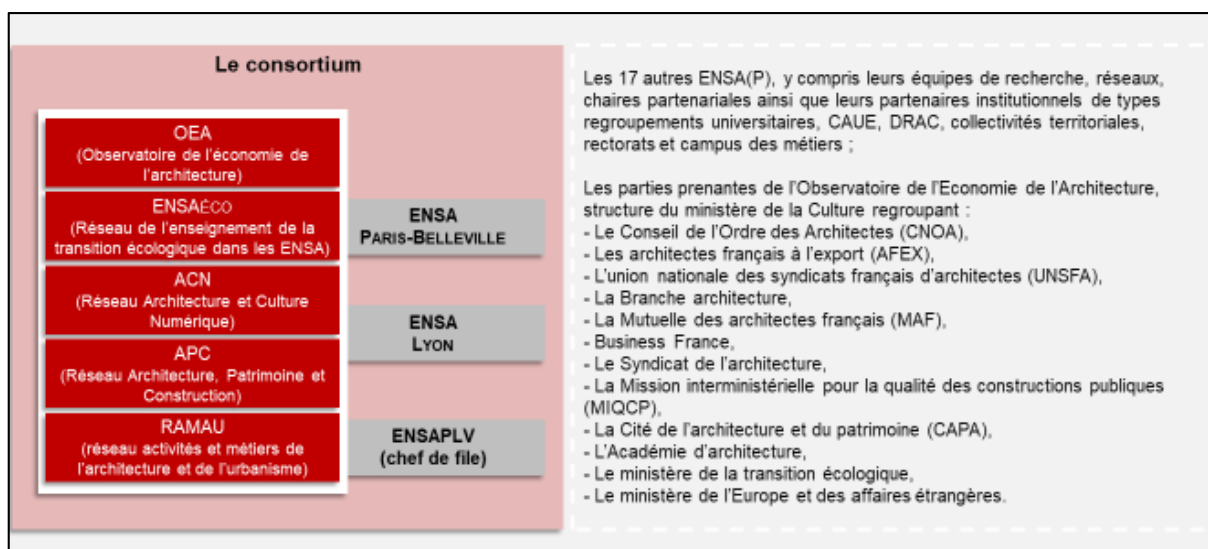 Le consortium
OEA
(Observatoire de l'économie de
l'architecture)
ENSAÉCO
(Réseau de l'enseignement de la
transition écologique dans les ENSA)
ACN
(Réseau Architecture et Culture
Numérique)
APC
(Réseau Architecture, Patrimoine et
Construction)
RAMAU
(réseau activités et métiers de
l'architecture et de l'urbanisme)
ENSA
PARIS-BELLEVILLE
ENSA
LYON
ENSAPLV
(chef de file)
Les 17 autres ENSA(P), y compris leurs équipes de recherche, réseaux,
chaires partenariales ainsi que leurs partenaires institutionnels de types
regroupements universitaires, CAUE, DRAC, collectivités territoriales,
rectorats et campus des métiers ;
Les parties prenantes de l'Observatoire de l'Economie de l'Architecture,
structure du ministère de la Culture regroupant :
- Le Conseil de l'Ordre des Architectes (CNOA),
- Les architectes français à l'export (AFEX),
- L'union nationale des syndicats français d'architectes (UNSFA),
- La Branche architecture,
- La Mutuelle des architectes français (MAF),
- Business France,
- Le Syndicat de l'architecture,
- La Mission interministérielle pour la qualité des constructions publiques
(MIQCP),
- La Cité de l'architecture et du patrimoine (CAPA),
- L'Académie d'architecture,
- Le ministère de la transition écologique,
- Le ministère de l'Europe et des affaires étrangères.